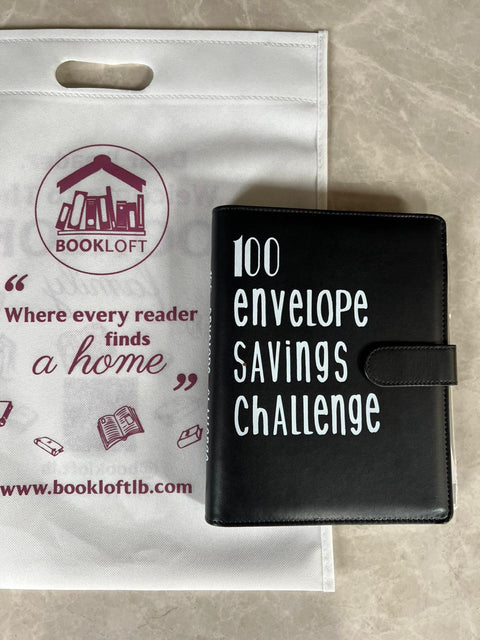 BOOKLOFT
“
Where every reader
finds
a home
”
www.bookloftlb.com
100
ENVELOPE
SAVINGS
CHALLENGE